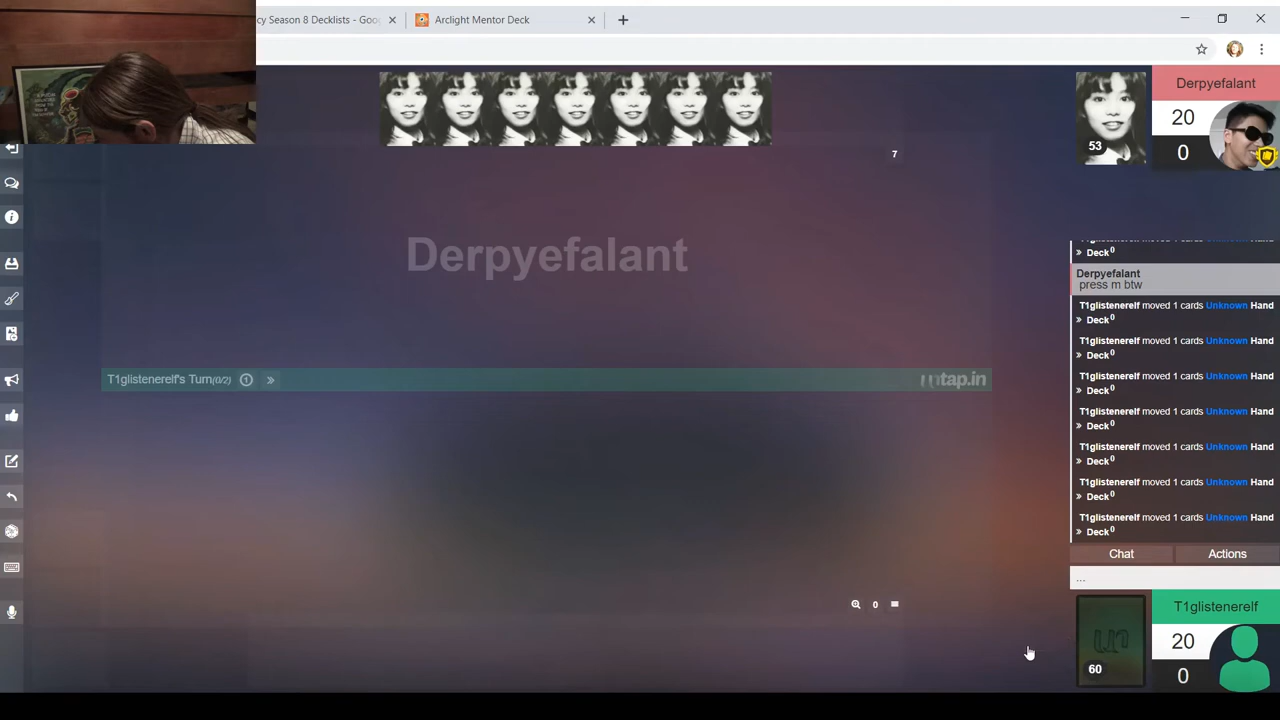 cy Season 8 Decklists - Goo
Arclight Mentor Deck
Derpyefalant
20
0
53
7
Derpyefalant
Deck0
Derpyefalant
press m btw
T1glistenerelf moved 1 cards Unknown Hand
» Deck0
T1glistenerelf moved 1 cards Unknown Hand
» Deck0
T1glistenerelf moved 1 cards Unknown Hand
» Deck0
T1glistenerelf moved 1 cards Unknown Hand
» Deck0
T1glistenerelf moved 1 cards Unknown Hand
» Deck0
T1glistenerelf moved 1 cards Unknown Hand
» Deck0
T1glistenerelf moved 1 cards Unknown Hand
» Deck0
T1glistenerelf's Turn(0/2) 1 »
untap.in
Chat
Actions
...
0
T1glistenerelf
20
0
60